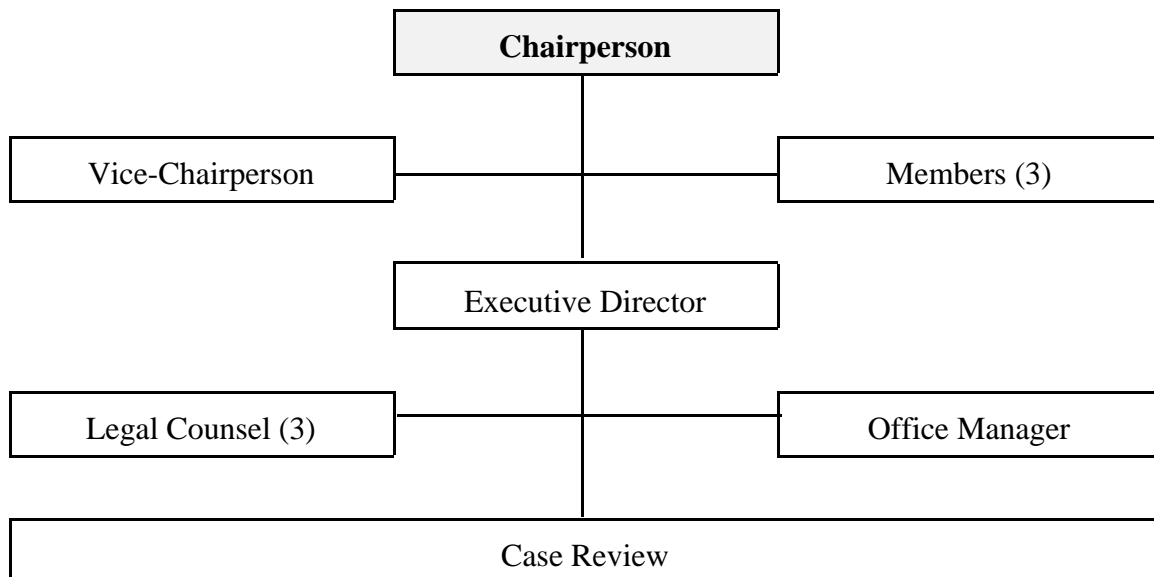 Chairperson
Vice-Chairperson
Members (3)
Executive Director
Legal Counsel (3)
Office Manager
Case Review